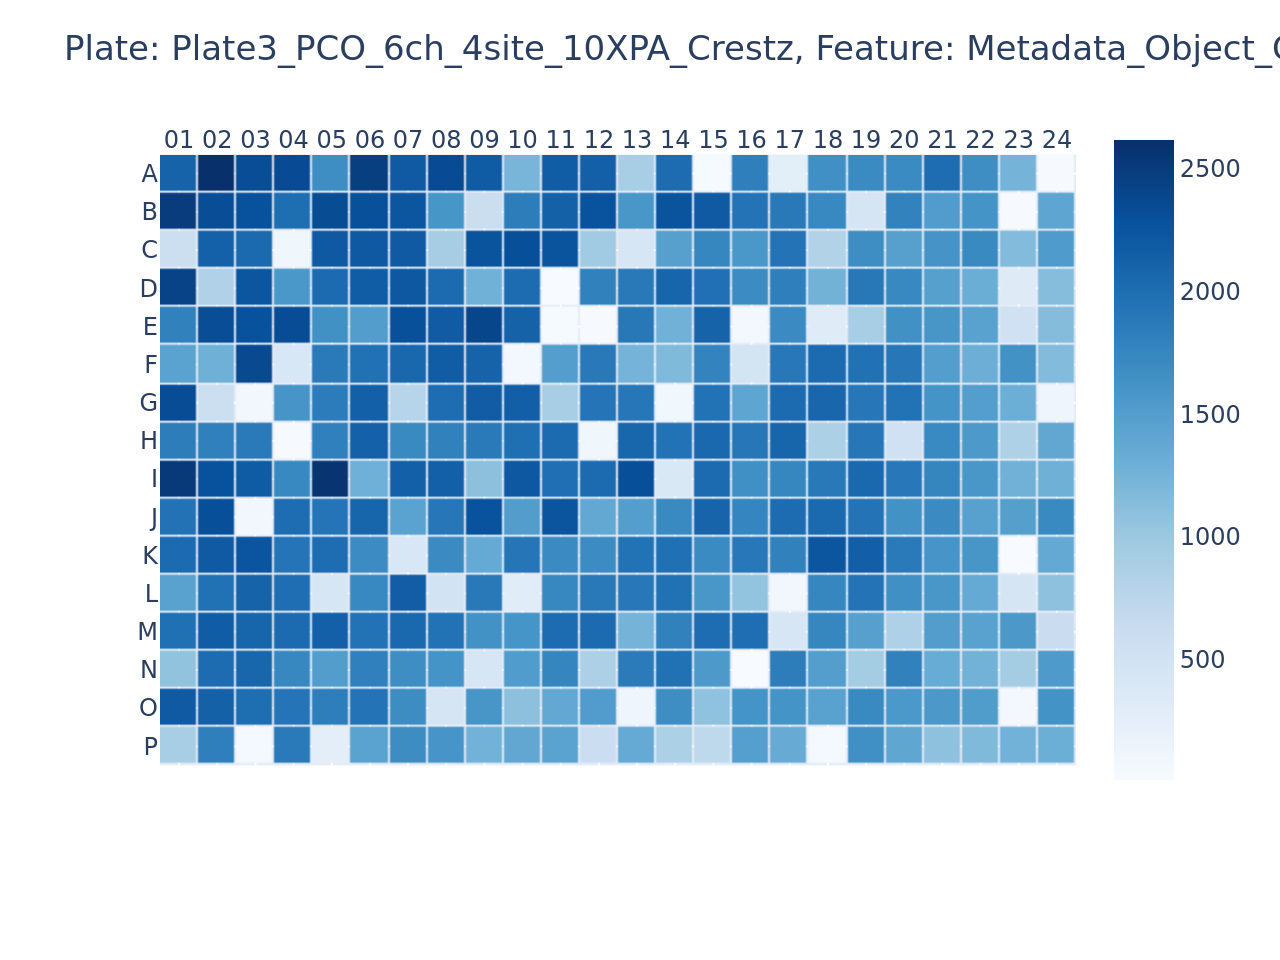 Plate: Plate3_PCO_6ch_4site_10XPA_Crestz, Feature: Metadata_Object_
01 02 03 04 05 06 07 08 09 10 11 12 13 14 15 16 17 18 19 20 21 22 23 24
A
B
C
D
E
F
G
H
I
J
K
L
M
N
O
P
2500
2000
1500
1000
500